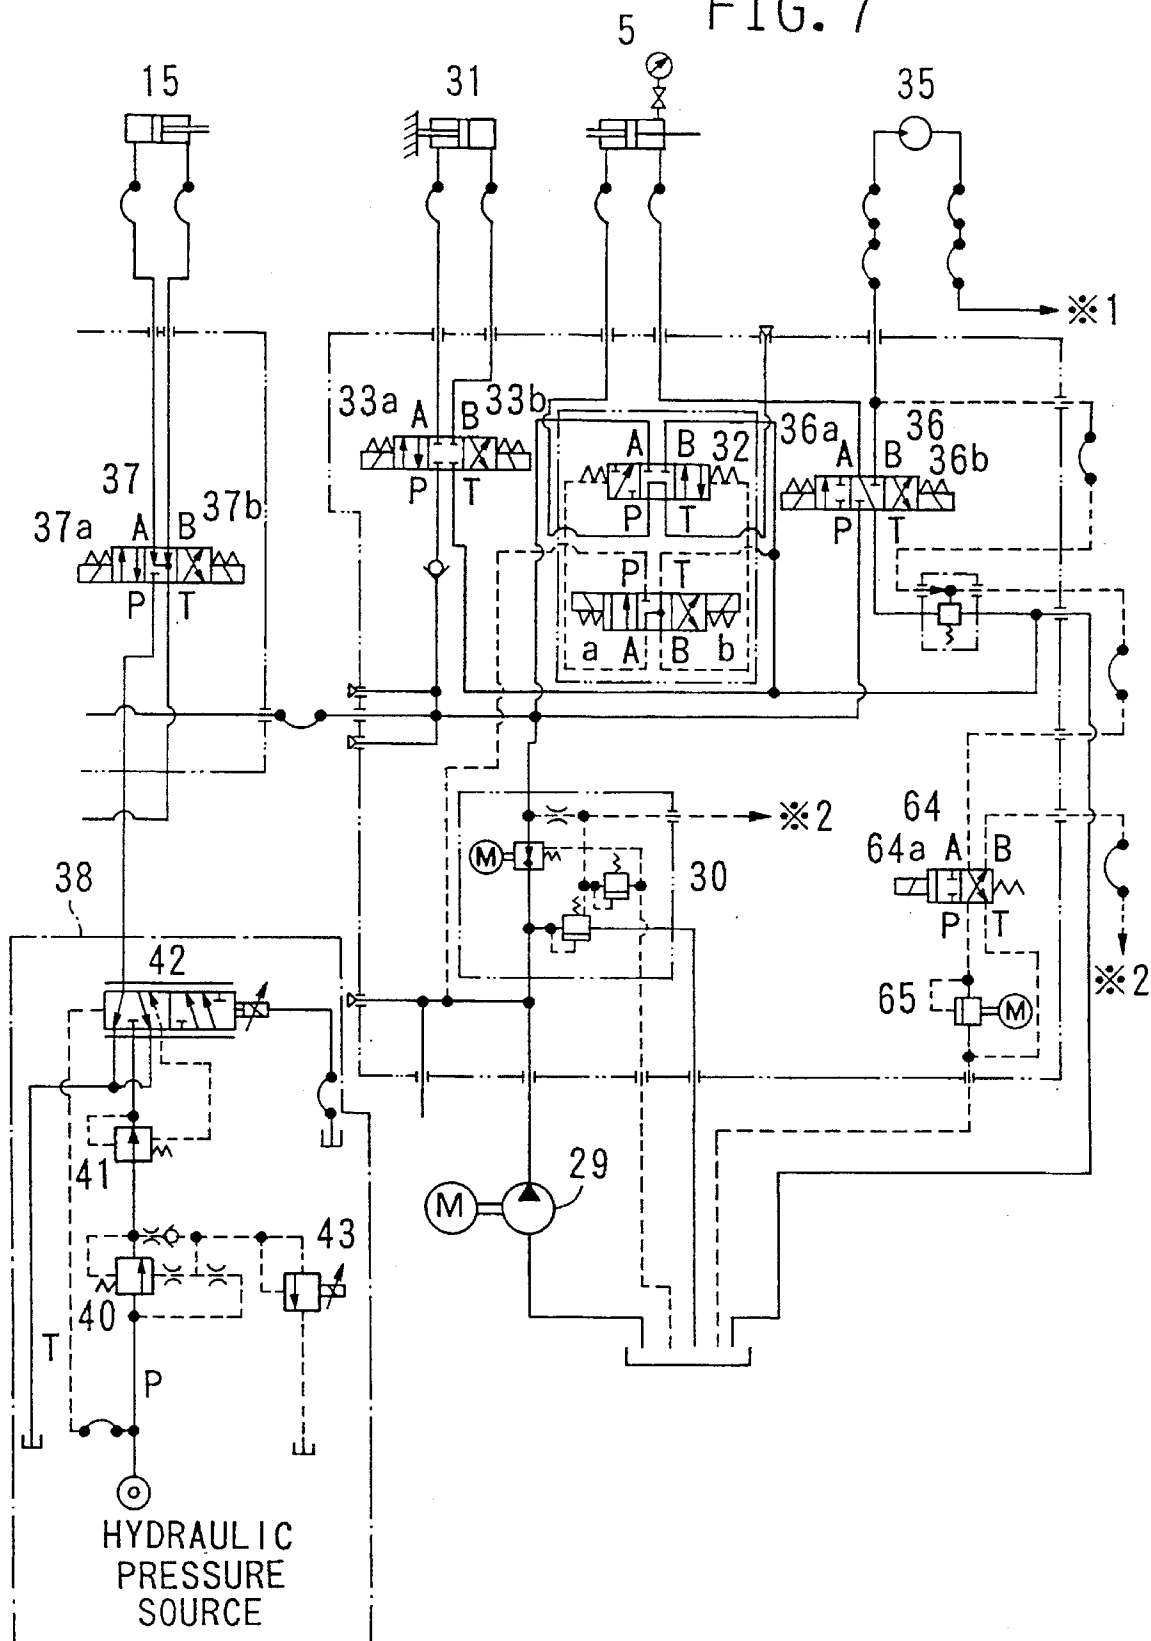 FIG. 7
5
15
31
35
※1
33a A B 33b
36a
36
A B
36b
A B 32
P T
P T
P T
37
37a A B 37b
P T
P T
a A B b
※2
30
64
64a A B
P T
※2
65
M
M
38
42
41
29
M
43
40
T
P
HYDRAULIC
PRESSURE
SOURCE